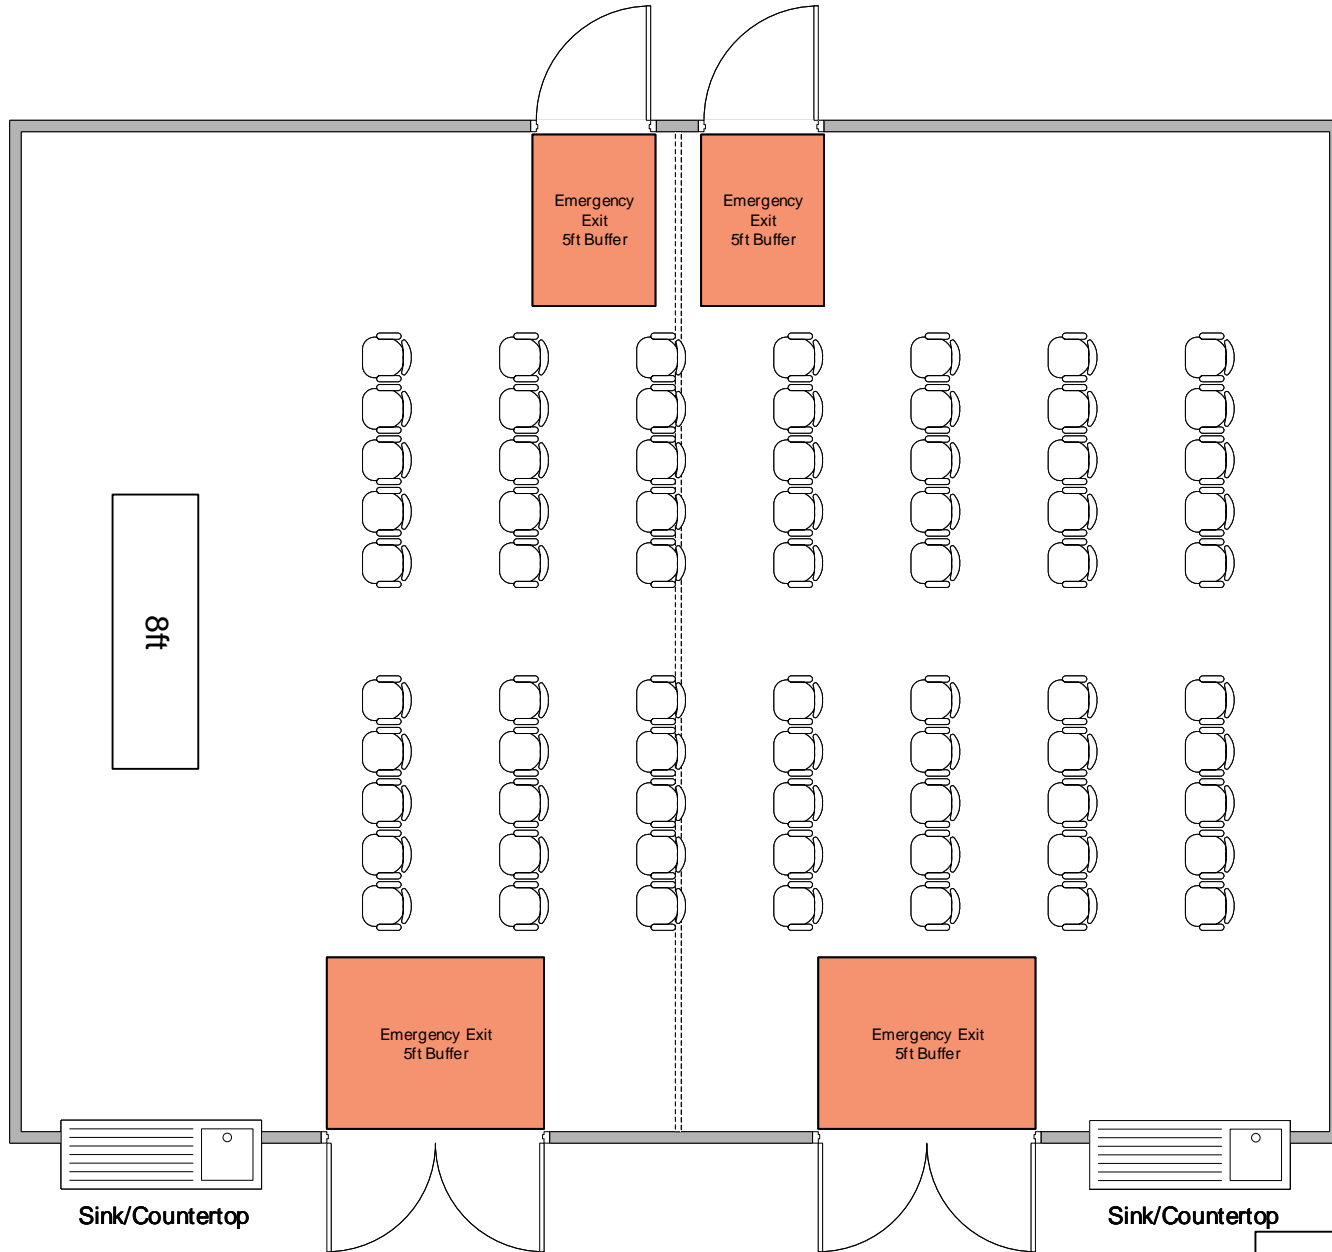 Emergency
Exit
5ft Buffer
Emergency
Exit
5ft Buffer
8ft
Emergency Exit
5ft Buffer
Emergency Exit
5ft Buffer
Sink/Countertop
Sink/Countertop